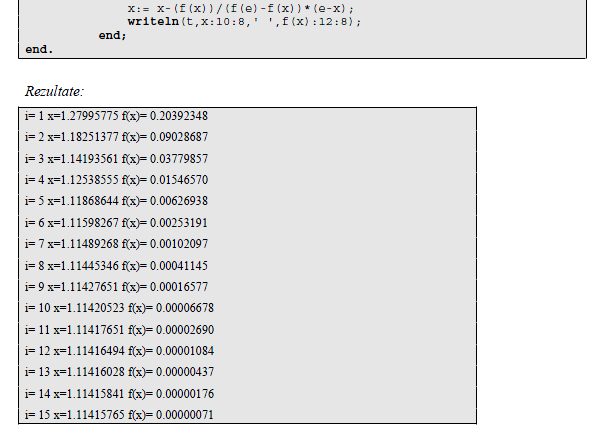 x:= x-(f(x))/(f(e)-f(x))*(e-x);
writeln(t,x:10:8,' ',f(x):12:8);
end;
end.
Rezultate:
i= 1 x=1.27995775 f(x)= 0.20392348
i= 2 x=1.18251377 f(x)= 0.09028687
i= 3 x=1.14193561 f(x)= 0.03779857
i= 4 x=1.12538555 f(x)= 0.01546570
i= 5 x=1.11868644 f(x)= 0.00626938
i= 6 x=1.11598267 f(x)= 0.00253191
i= 7 x=1.11489268 f(x)= 0.00102097
i= 8 x=1.11445346 f(x)= 0.00041145
i= 9 x=1.11427651 f(x)= 0.00016577
i= 10 x=1.11420523 f(x)= 0.00006678
i= 11 x=1.11417651 f(x)= 0.00002690
i= 12 x=1.11416494 f(x)= 0.00001084
i= 13 x=1.11416028 f(x)= 0.00000437
i= 14 x=1.11415841 f(x)= 0.00000176
i= 15 x=1.11415765 f(x)= 0.00000071